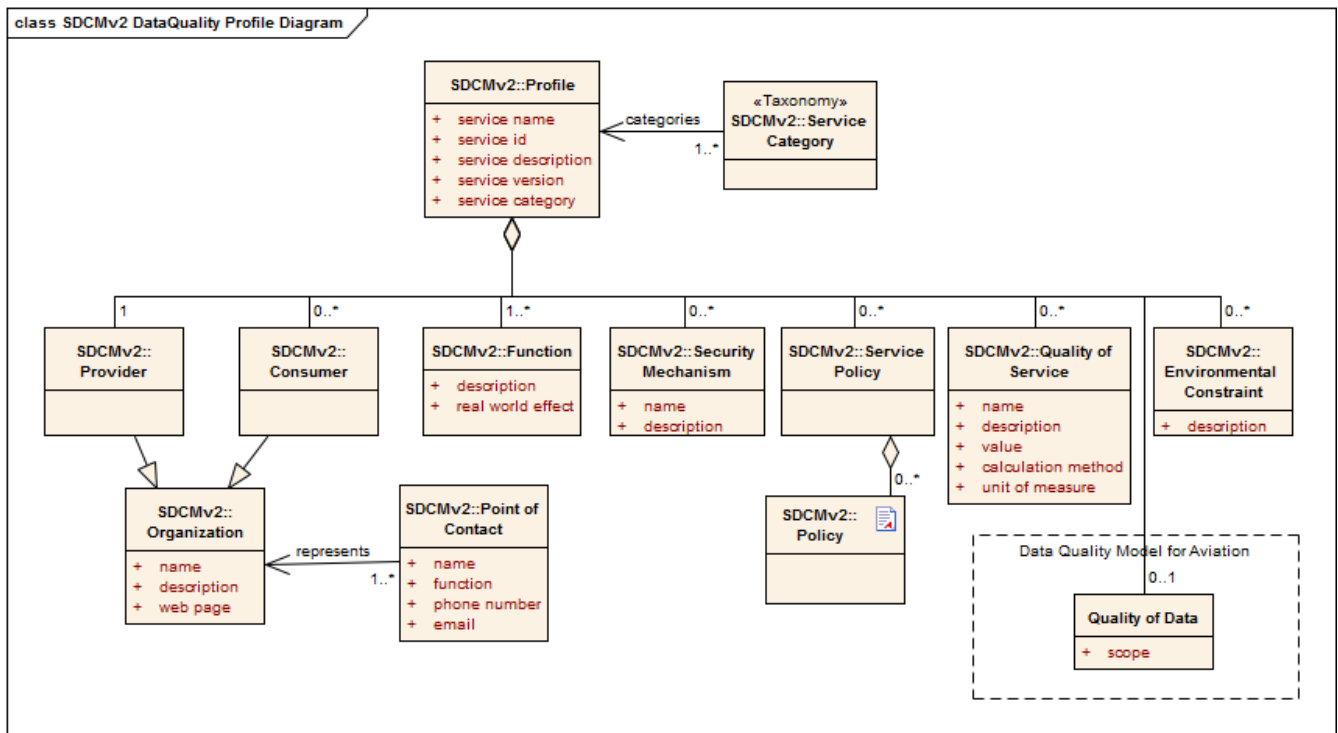 class SDCMv2 DataQuality Profile Diagram
SDCMv2::Profile
+ service name
+ service id
+ service description
+ service version
+ service category
categories
1..*
«Taxonomy»
SDCMv2::Service
Category
1
0..*
1..*
0..*
0..*
0..*
0..*
SDCMv2::
Provider
SDCMv2::
Consumer
SDCMv2::Function
+ description
+ real world effect
SDCMv2::Security
Mechanism
+ name
+ description
SDCMv2::Service
Policy
SDCMv2::Quality of
Service
+ name
+ description
+ value
+ calculation method
+ unit of measure
SDCMv2::
Environmental
Constraint
+ description
SDCMv2::
Organization
+ name
+ description
+ web page
represents
1..*
SDCMv2::Point of
Contact
+ name
+ function
+ phone number
+ email
0..*
SDCMv2::
Policy
Data Quality Model for Aviation
0..1
Quality of Data
+ scope